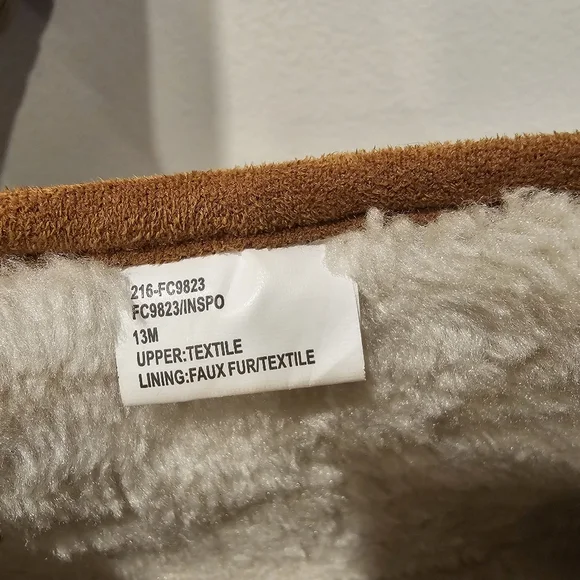 216-FC9823
FC9823/INSPO
13M
UPPER:TEXTILE
LINING:FAUX FUR/TEXTILE